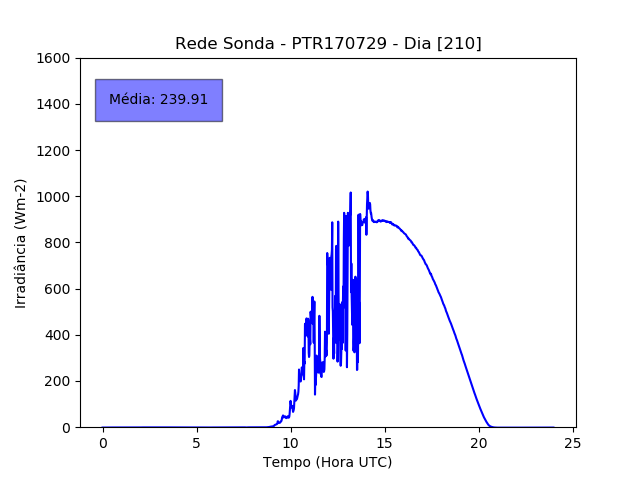 Rede Sonda - PTR170729 - Dia [210]
1600
1400
1200
1000
800
600
400
200
0
Irradiância (Wm-2)
Média: 239.91
0 5 10 15 20 25
Tempo (Hora UTC)